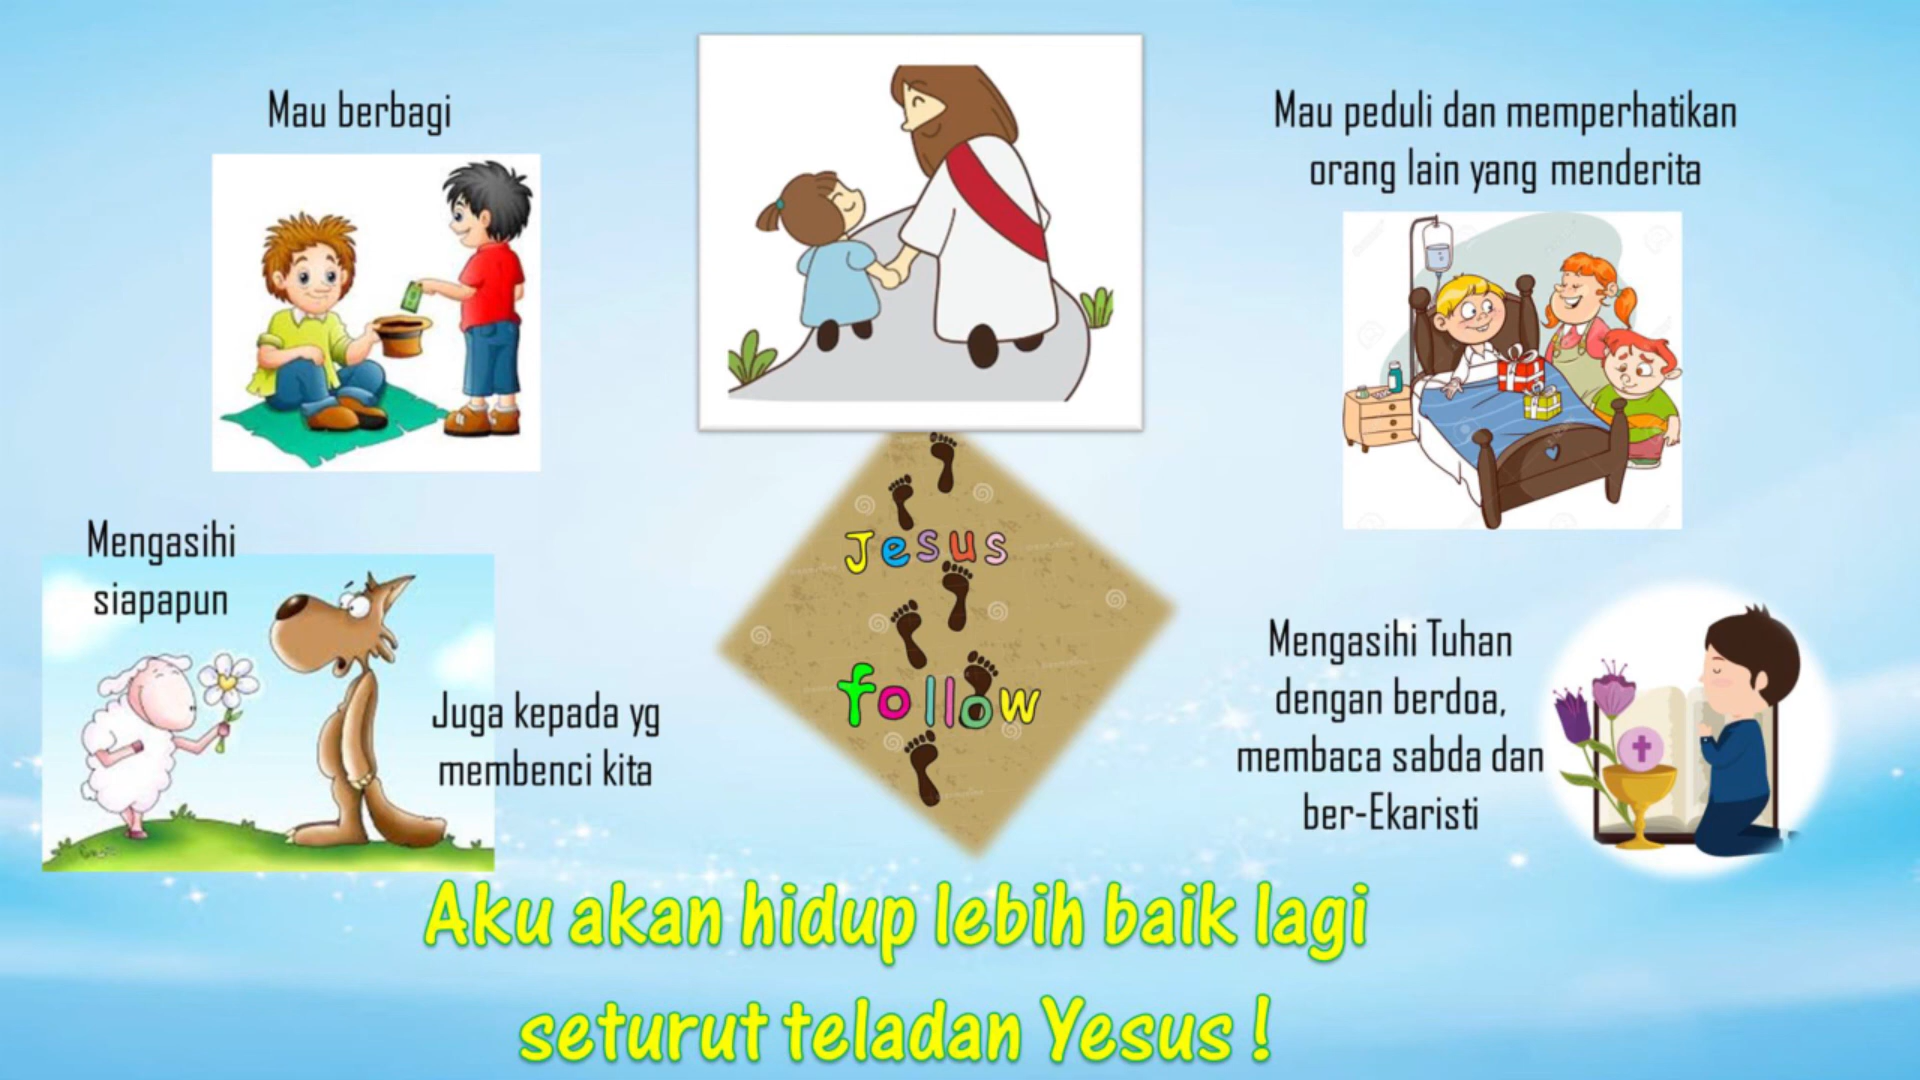 Mau berbagi
Mau peduli dan memperhatikan
orang lain yang menderita
Mengasihi
siapapun
Juga kepada yg
membenci kita
Jesus
follow
Mengasihi Tuhan
dengan berdoa,
membaca sabda dan
ber-Ekaristi
Aku akan hidup lebih baik lagi
seturut teladan Yesus !